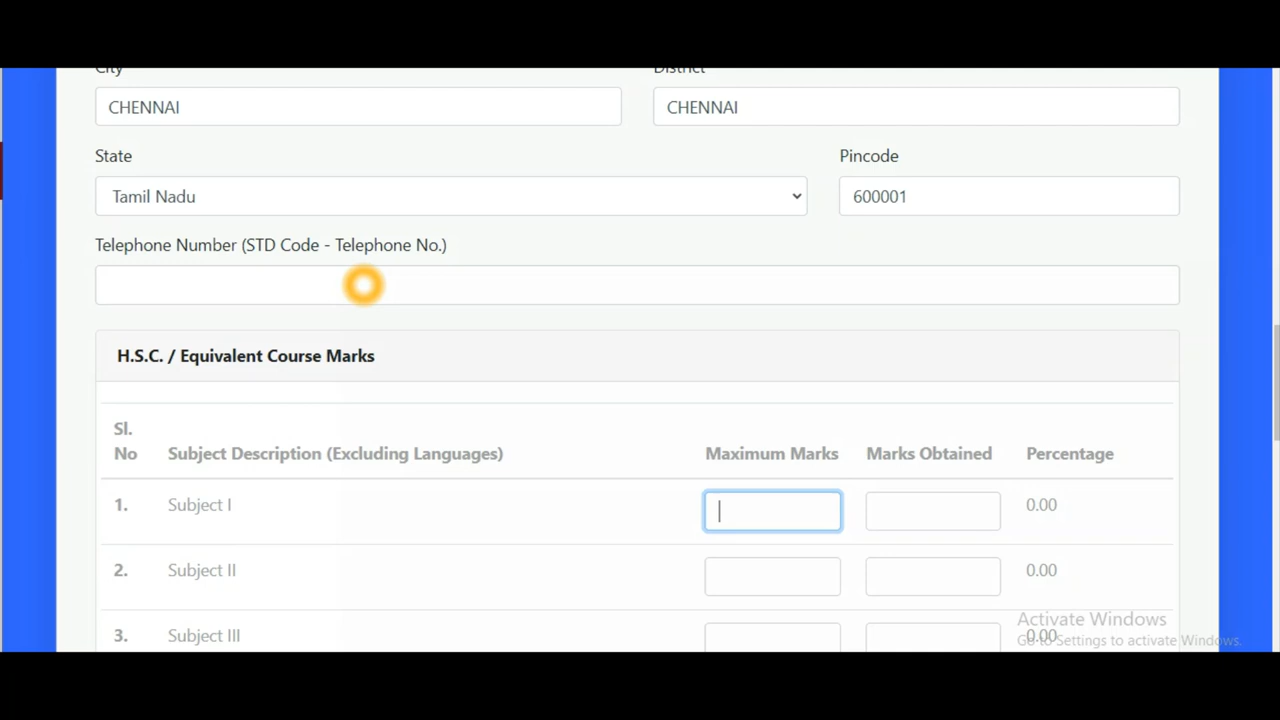 City District
CHENNAI CHENNAI
State Pincode
Tamil Nadu 600001
Telephone Number (STD Code - Telephone No.)
H.S.C. / Equivalent Course Marks
Sl.
No Subject Description (Excluding Languages) Maximum Marks Marks Obtained Percentage
1. Subject I 0.00
2. Subject II 0.00
Activate Windows
3. Subject III 0.00
Go to Settings to activate Windows.